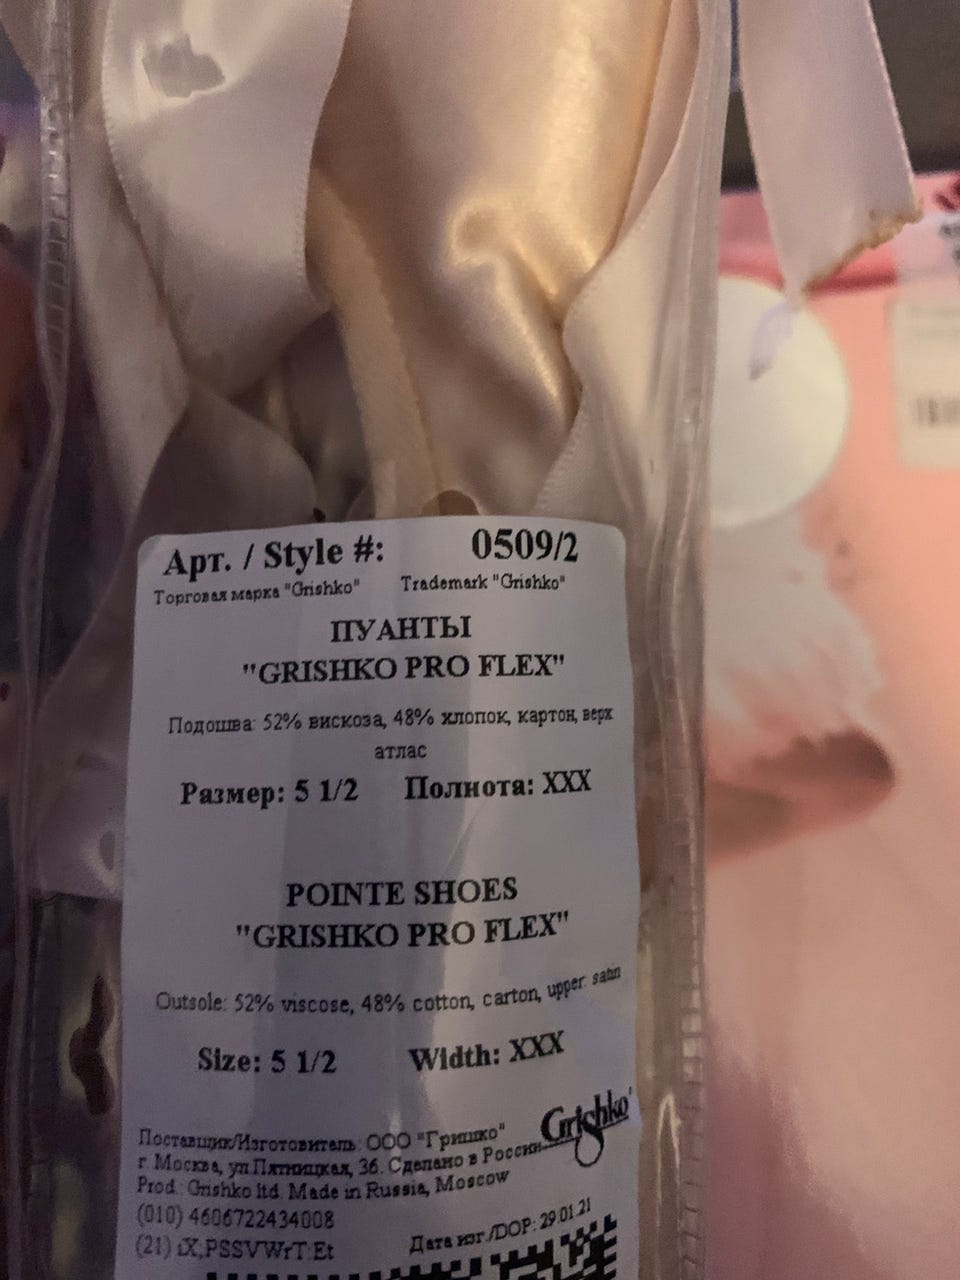 Арт. / Style #: 0509/2
Торговая марка "Grishko" Trademark "Grishko"
ПУАНТЫ
"GRISHKO PRO FLEX"
Подошва: 52% вискоза, 48% хлопок, картон, верх
атлас
Размер: 5 1/2 Полнота: XXX
POINTE SHOES
"GRISHKO PRO FLEX"
Outsole: 52% viscose, 48% cotton, carton, upper: satin
Size: 5 1/2 Width: XXX
Grishko
Поставщик/Изготовитель: ООО "Гришко"
г. Москва, ул.Пятницкая, 36. Сделано в России
Prod.: Grishko ltd. Made in Russia, Moscow
(010) 4606722434008
(21) iX;PSSVWrT:Et
Дата изг./DOP: 29.01.21